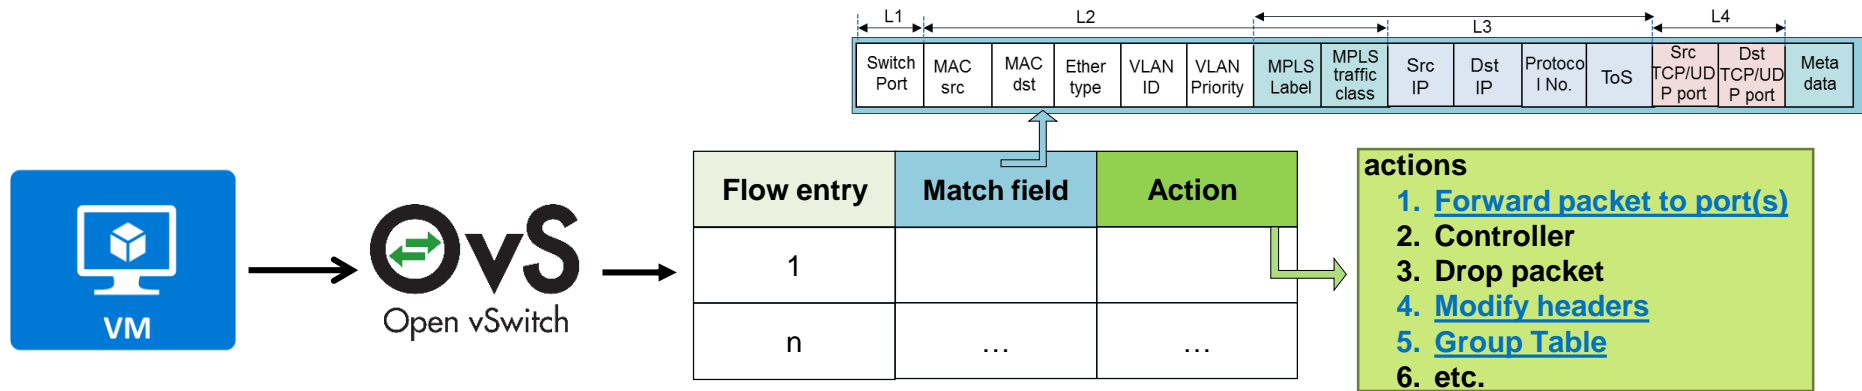 L1
L2
L3
L4
Switch
Port
MAC
src
MAC
dst
Ether
type
VLAN
ID
VLAN
Priority
MPLS
Label
MPLS
traffic
class
Src
IP
Dst
IP
Protoco
l No.
ToS
Src
TCP/UD
P port
Dst
TCP/UD
P port
Meta
data
VM
OvS
Open vSwitch
Flow entry
Match field
Action
1
n
...
...
actions
1. Forward packet to port(s)
2. Controller
3. Drop packet
4. Modify headers
5. Group Table
6. etc.